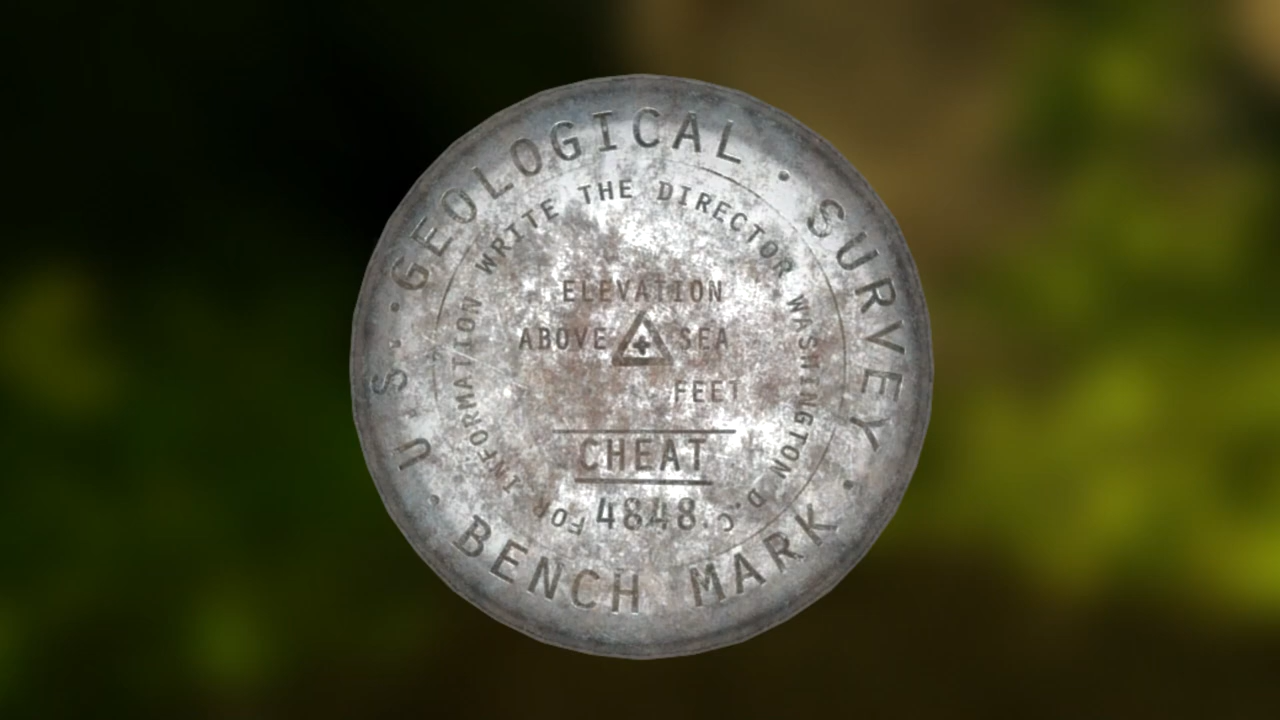 U.S. GEOLOGICAL · SURVEY ·
BENCH MARK ·
WRITE THE DIRECTOR WASHINGTON D.C.
FOR INFORMATION
ELEVATION
ABOVE SEA
FEET
CHEAT
4848